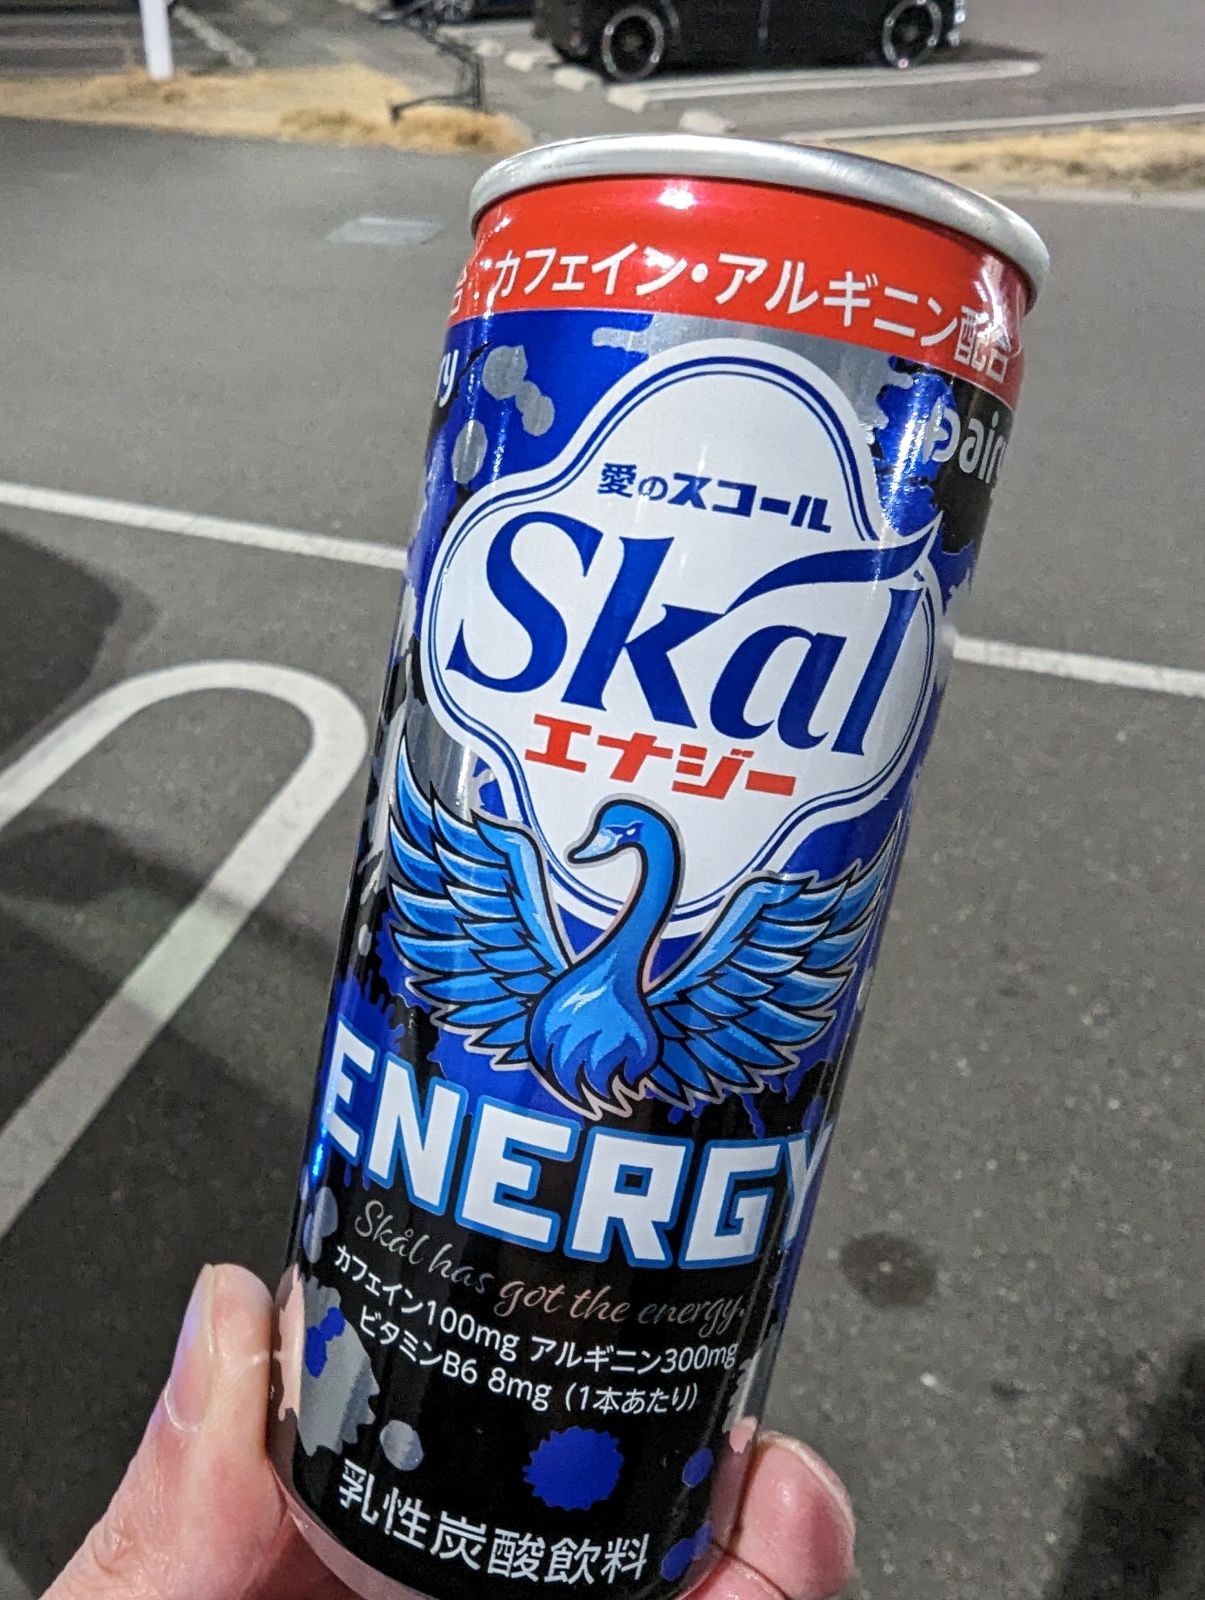 カフェイン・アルギニン配合
愛のスコール
Skål
エナジー
ENERGY
Skål has got the energy.
カフェイン100mg アルギニン300mg
ビタミンB6 8mg (1本あたり)
乳性炭酸飲料